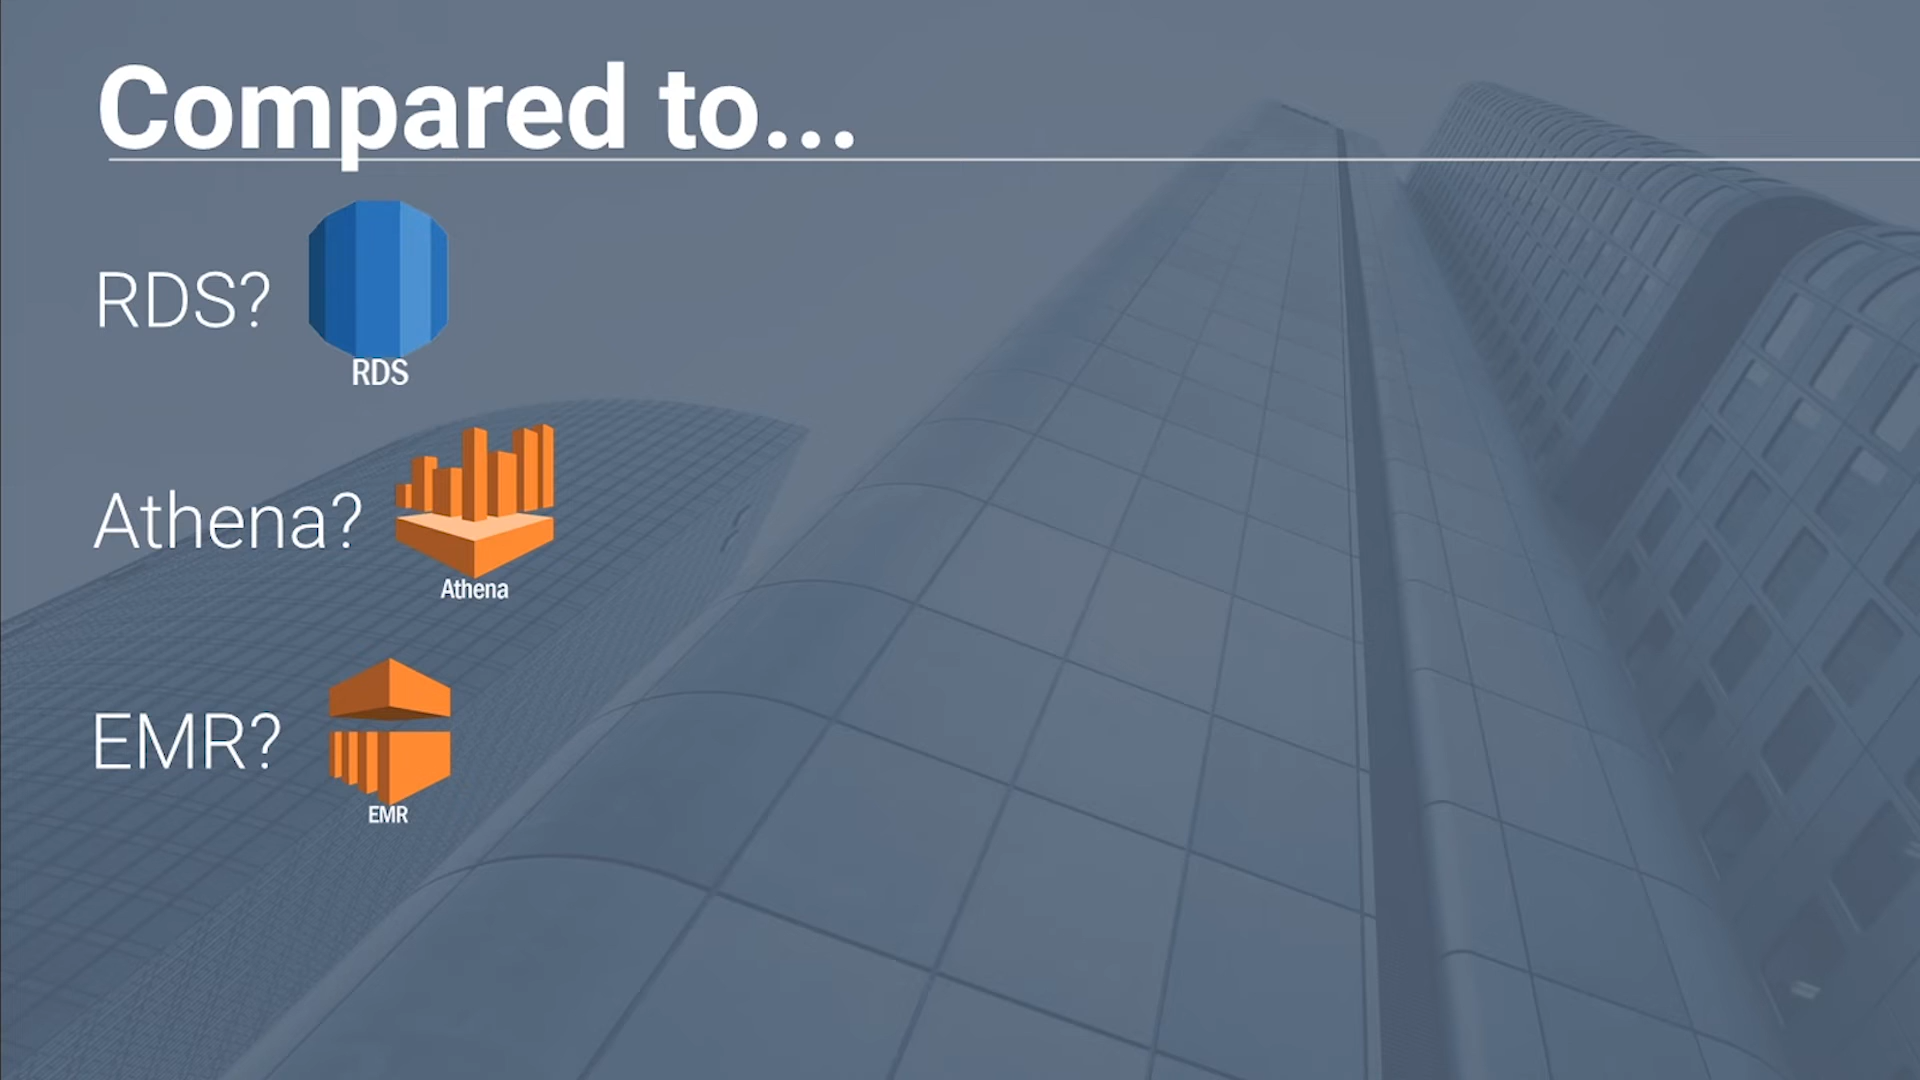 Compared to...
RDS?
RDS
Athena?
Athena
EMR?
EMR